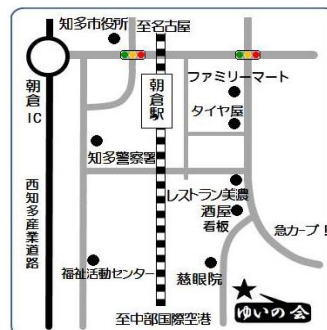 知多市役所
至名古屋
朝倉IC
朝倉駅
ファミリーマート
タイヤ屋
知多警察署
西知多産業道路
レストラン美濃
酒屋
看板
急カーブ!
福祉活動センター
慈眼院
ゆいの会
至中部国際空港